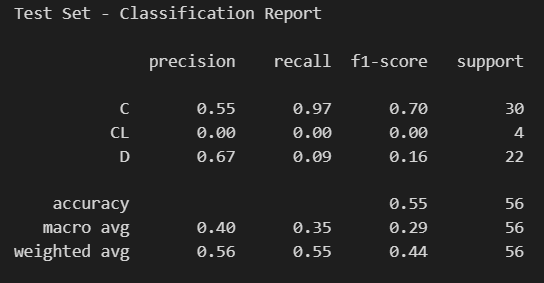 Test Set - Classification Report
precision recall f1-score support
C 0.55 0.97 0.70 30
CL 0.00 0.00 0.00 4
D 0.67 0.09 0.16 22
accuracy 0.55 56
macro avg 0.40 0.35 0.29 56
weighted avg 0.56 0.55 0.44 56